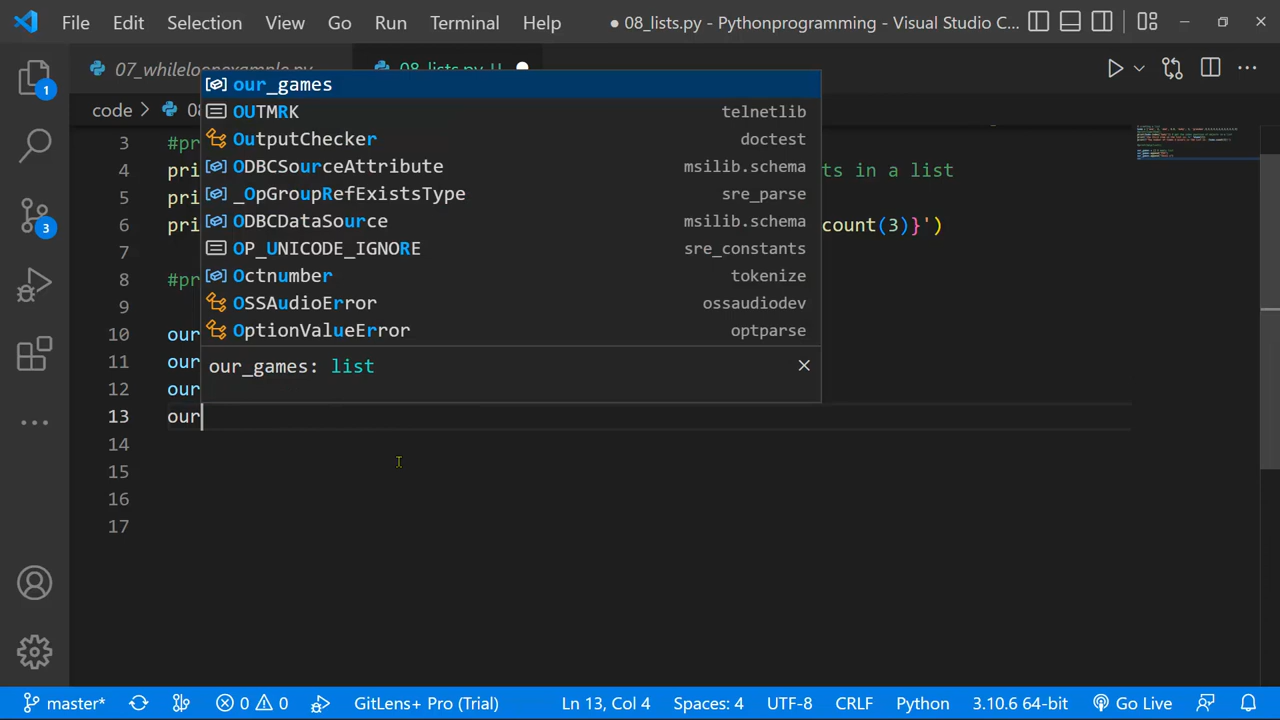 File Edit Selection View Go Run Terminal Help ● 08_lists.py - Pythonprogramming - Visual Studio C...
07_whileloopexample.py 08_lists.py U
code > 08
our_games
OUTMRK telnetlib
OutputChecker doctest
ODBCSourceAttribute msilib.schema
_OpGroupRefExistsType sre_parse
ODBCDataSource msilib.schema
OP_UNICODE_IGNORE sre_constants
Octnumber tokenize
OSSAudioError ossaudiodev
OptionValueError optparse
our_games: list
3 #pr
4 pri ts in a list
5 pri
6 pri count(3)}')
7
8 #pr
9
10 our
11 our
12 our
13 our
14
15
16
17
1
3
master* 0 0 GitLens+ Pro (Trial) Ln 13, Col 4 Spaces: 4 UTF-8 CRLF Python 3.10.6 64-bit Go Live